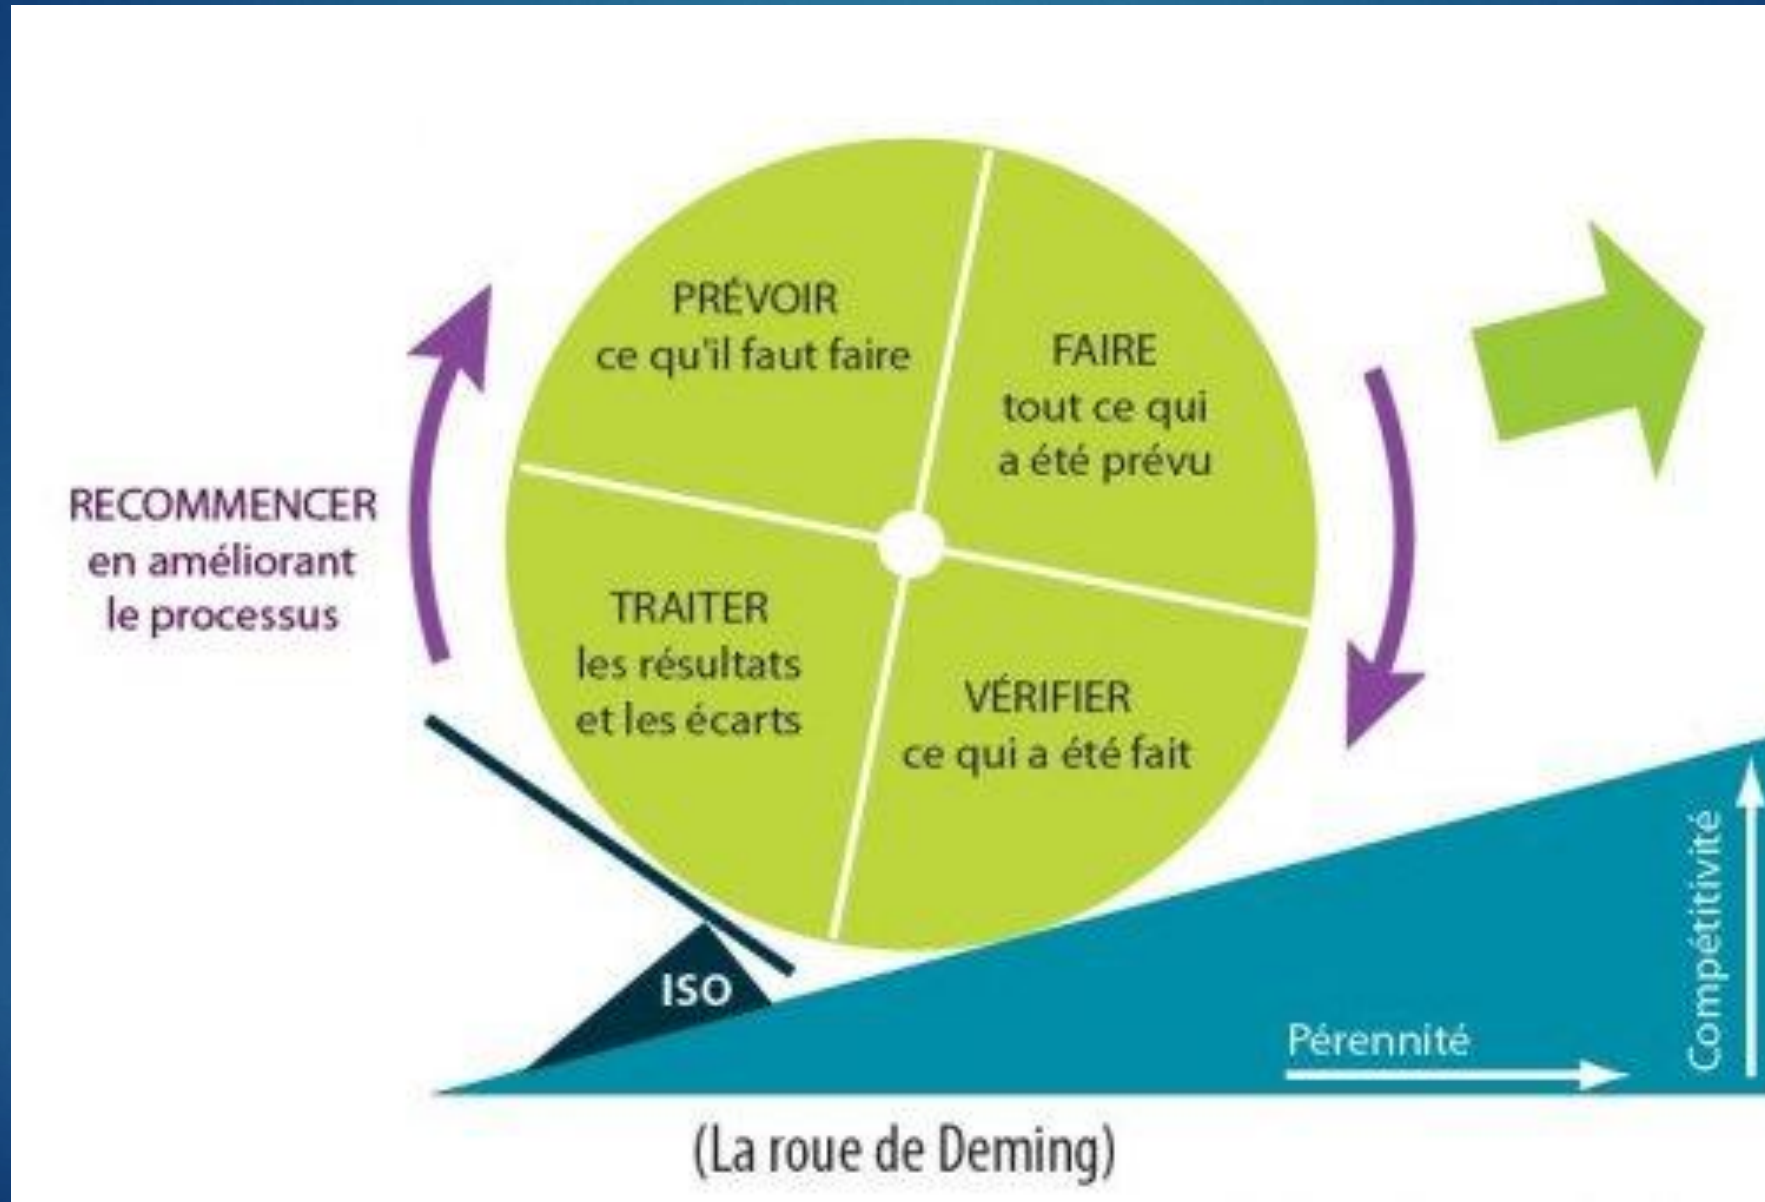 PRÉVOIR
ce qu'il faut faire
FAIRE
tout ce qui
a été prévu
RECOMMENCER
en améliorant
le processus
TRAITER
les résultats
et les écarts
VÉRIFIER
ce qui a été fait
ISO
Pérennité
Compétitivité
(La roue de Deming)